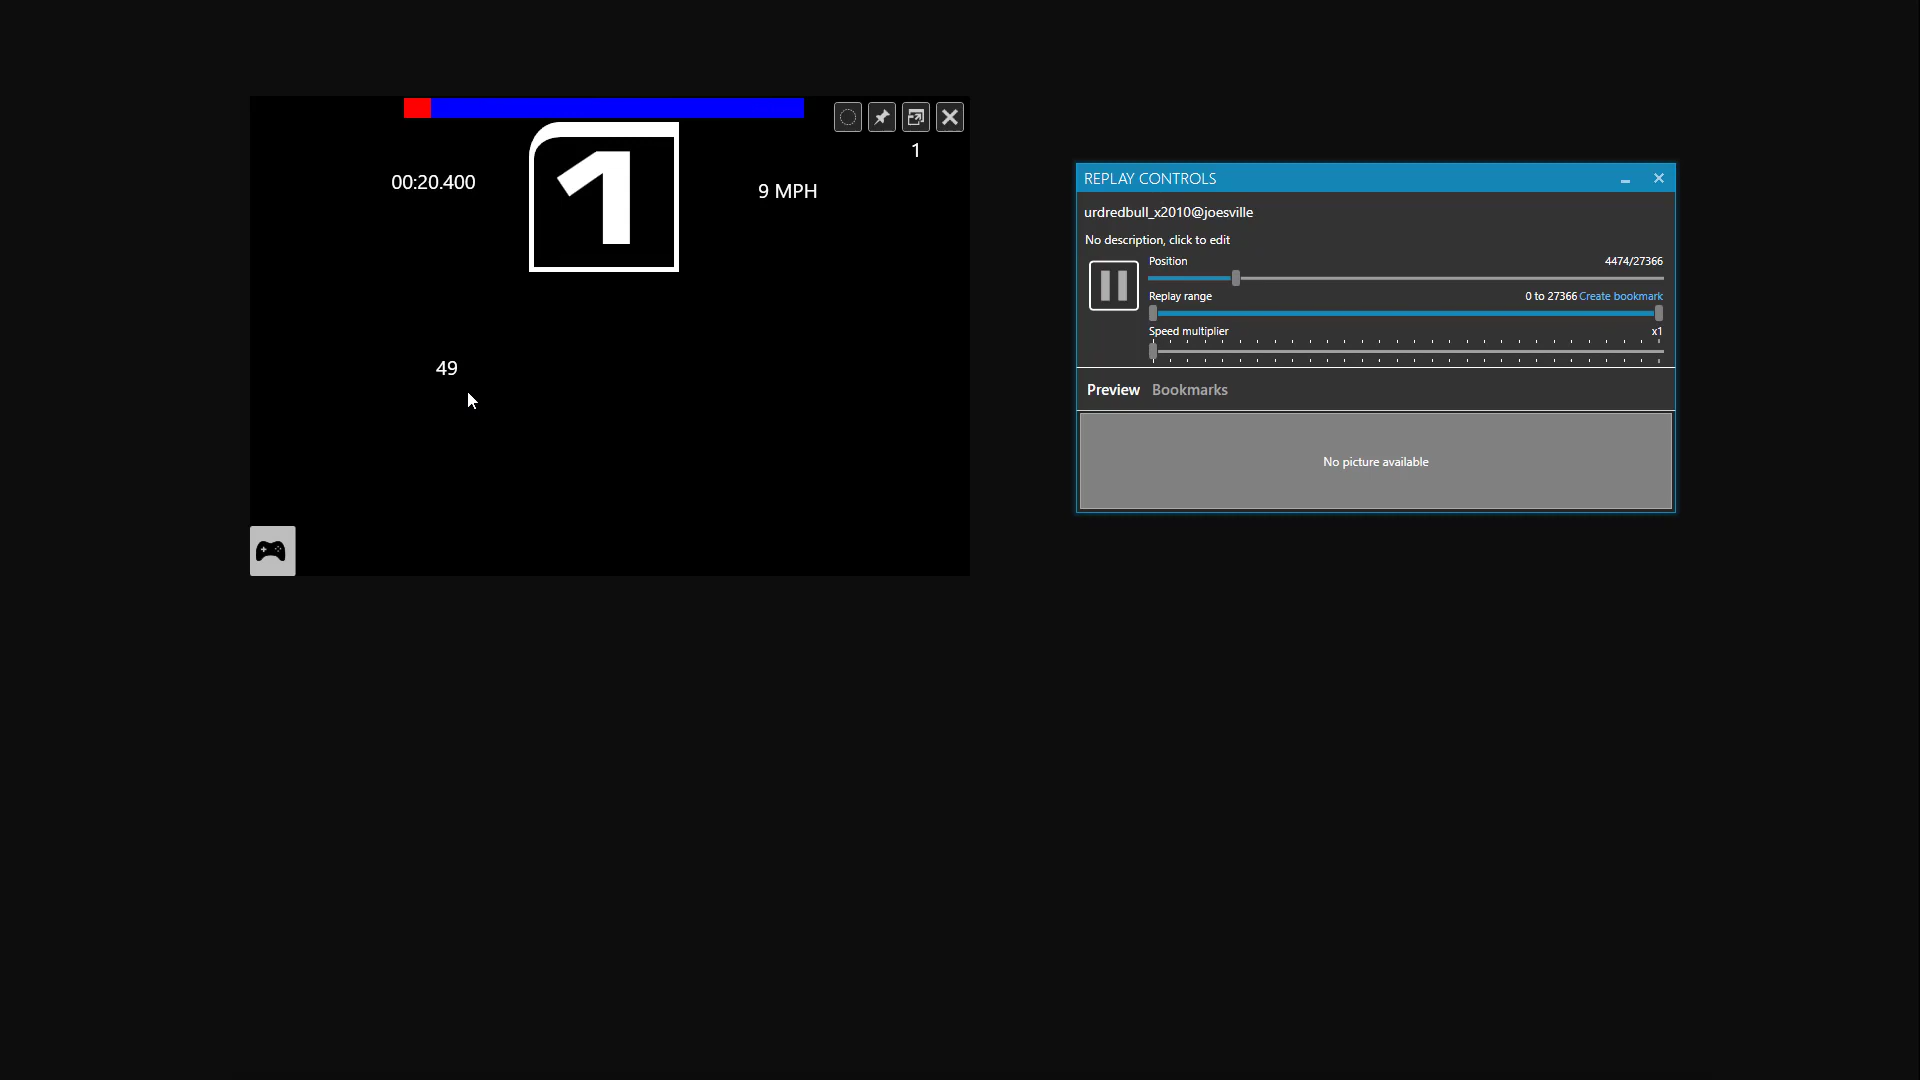 1
00:20.400
1
9 MPH
49
REPLAY CONTROLS
urdredbull_x2010@joesville
No description, click to edit
Position 4474/27366
Replay range 0 to 27366 Create bookmark
Speed multiplier x1
Preview Bookmarks
No picture available